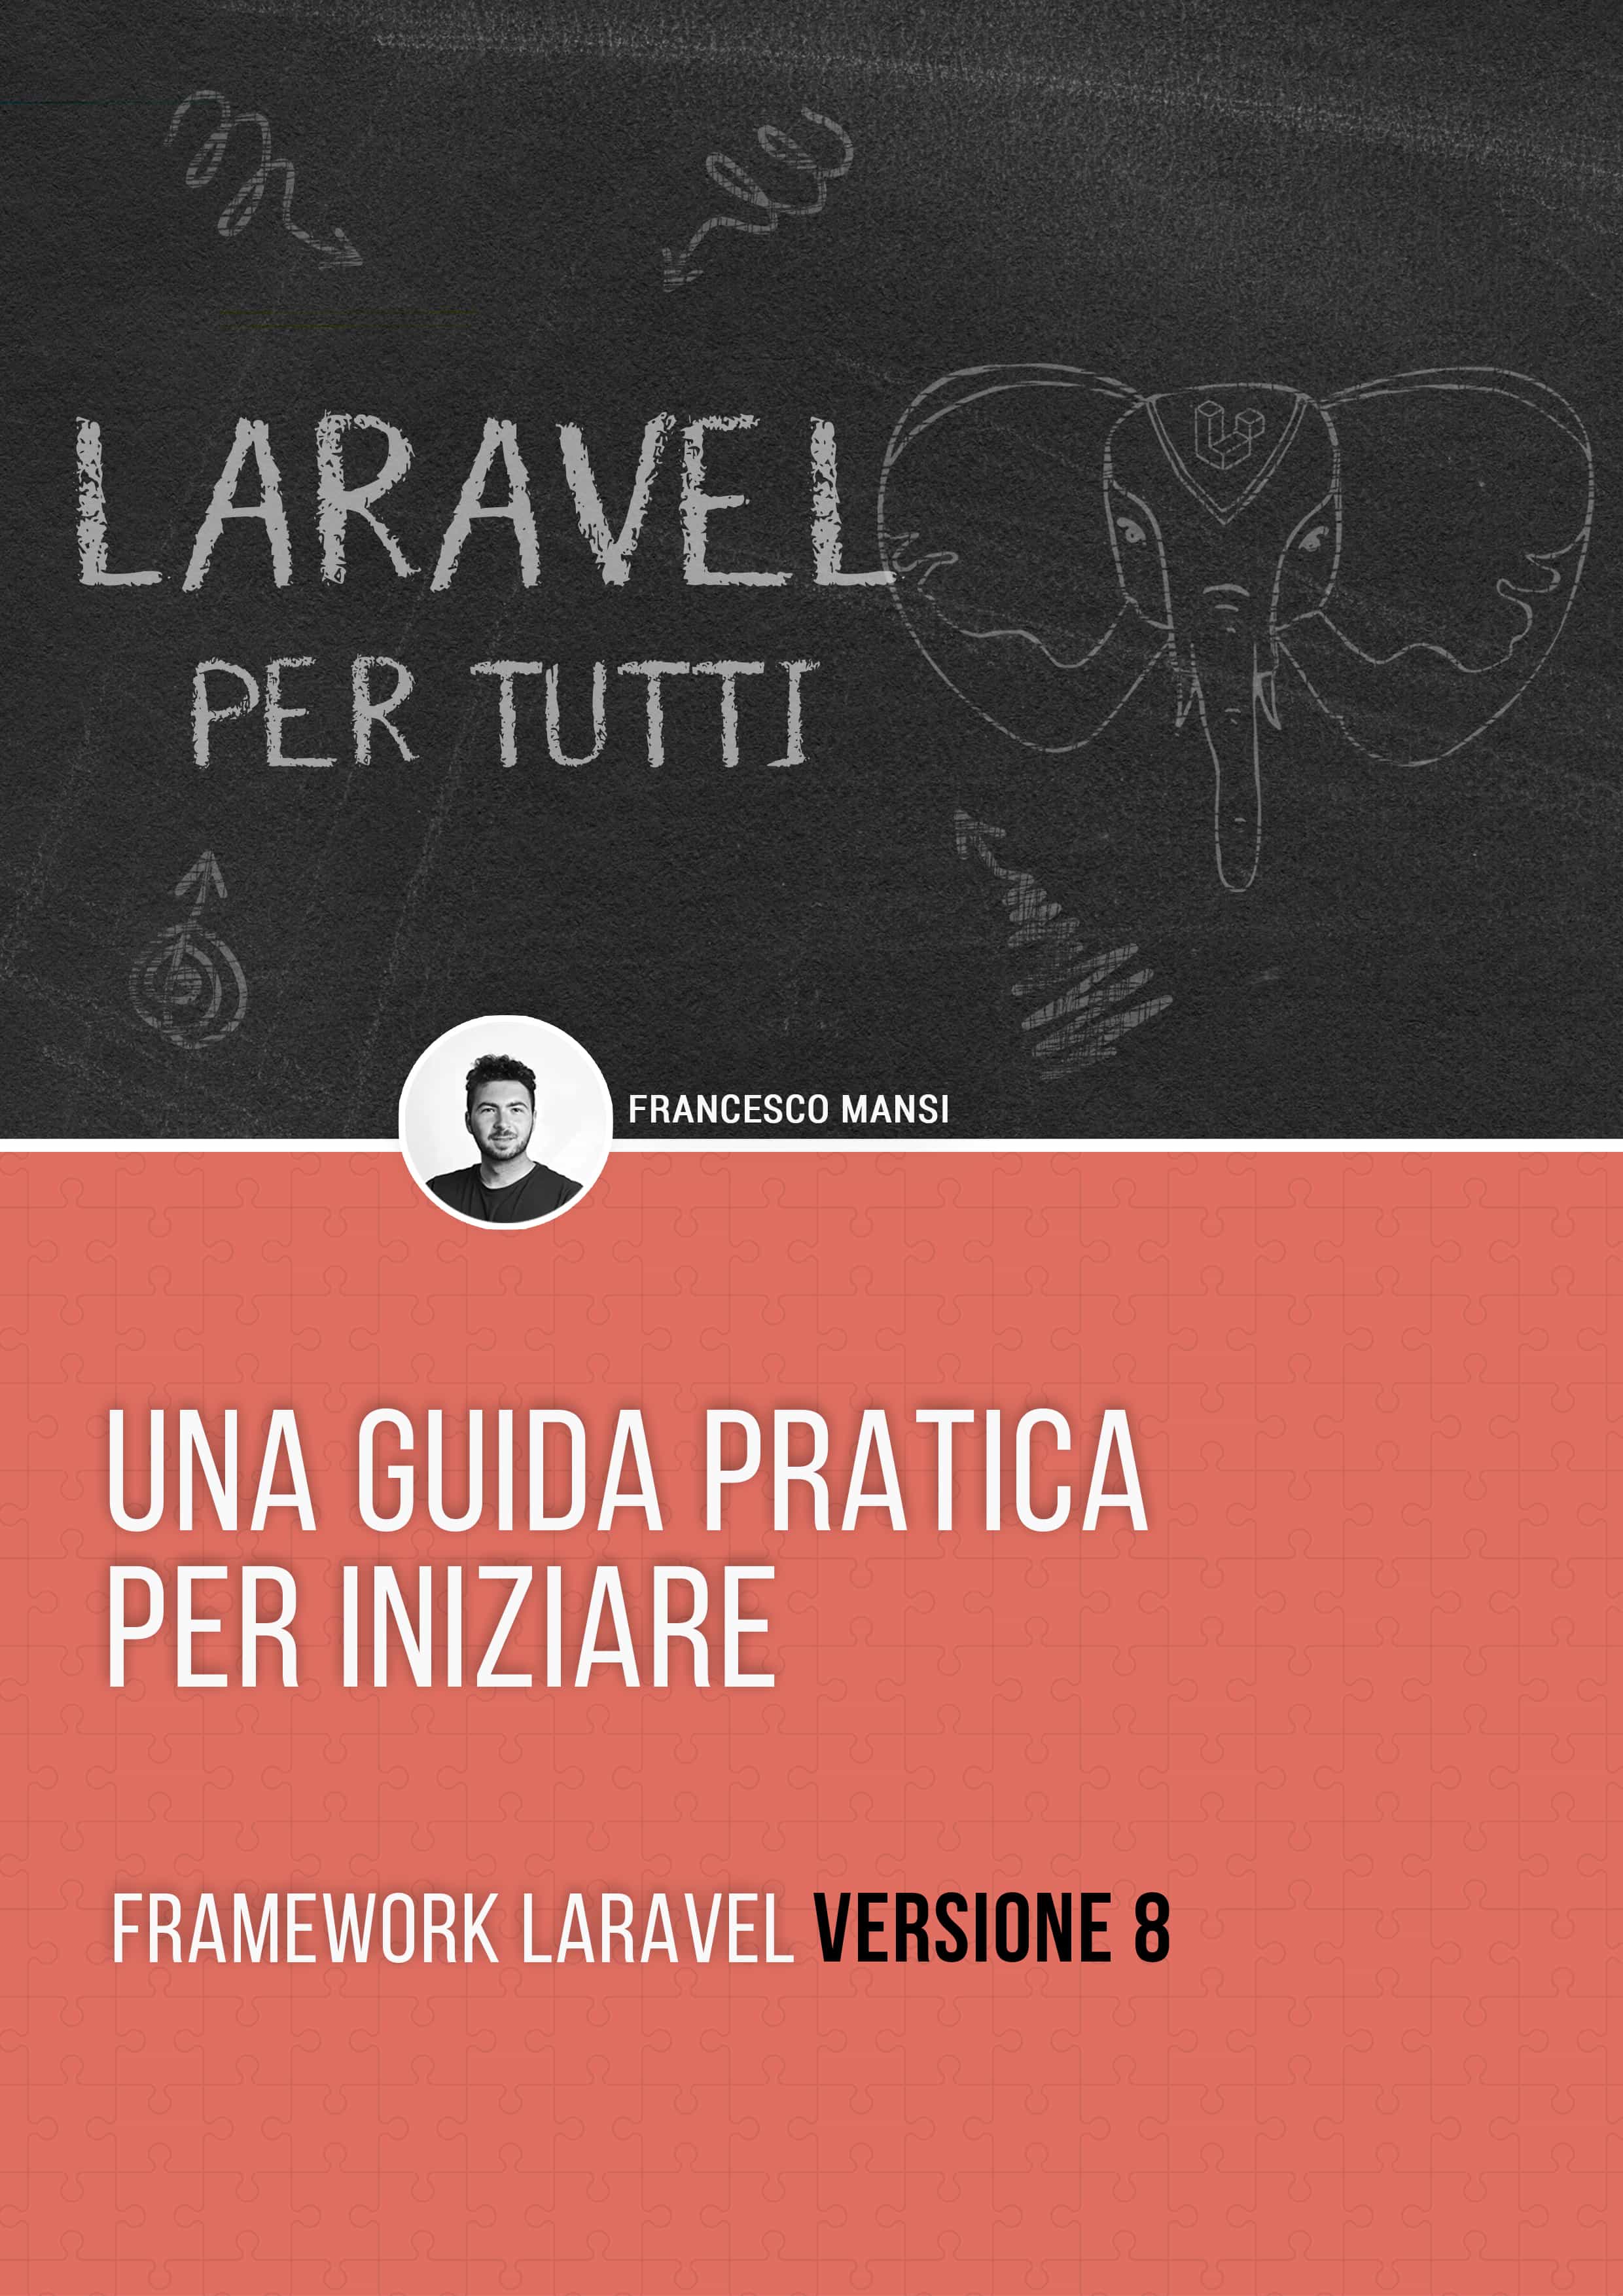 LARAVEL
PER TUTTI
FRANCESCO MANSI
UNA GUIDA PRATICA
PER INIZIARE
FRAMEWORK LARAVEL VERSIONE 8